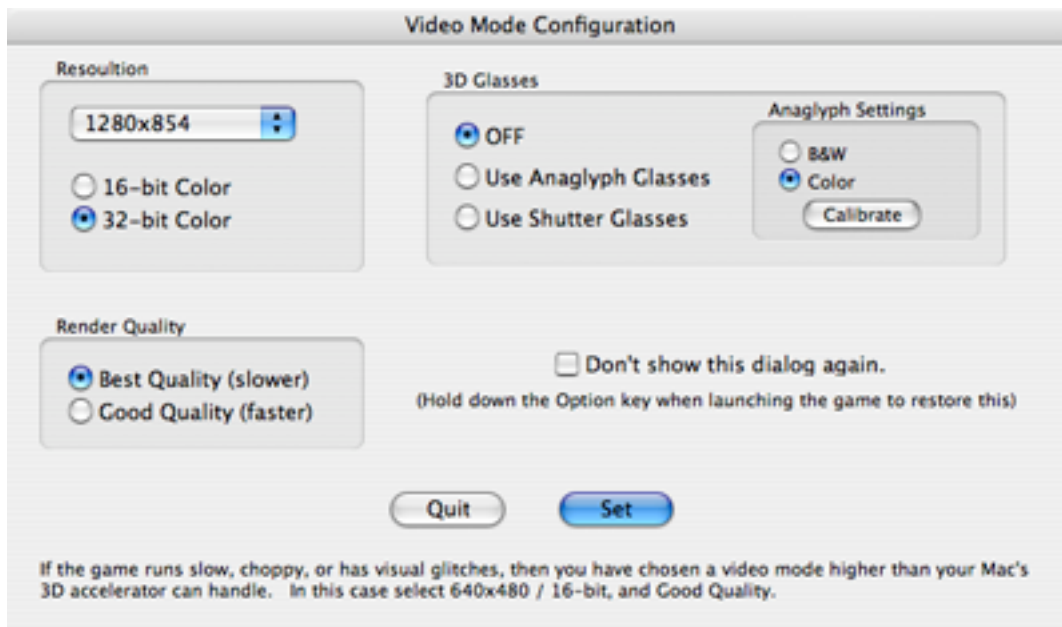 Video Mode Configuration
Resoultion
1280x854
16-bit Color
32-bit Color
3D Glasses
OFF
Use Anaglyph Glasses
Use Shutter Glasses
Anaglyph Settings
B&W
Color
Calibrate
Render Quality
Best Quality (slower)
Good Quality (faster)
Don't show this dialog again.
(Hold down the Option key when launching the game to restore this)
Quit
Set
If the game runs slow, choppy, or has visual glitches, then you have chosen a video mode higher than your Mac's
3D accelerator can handle. In this case select 640x480 / 16-bit, and Good Quality.